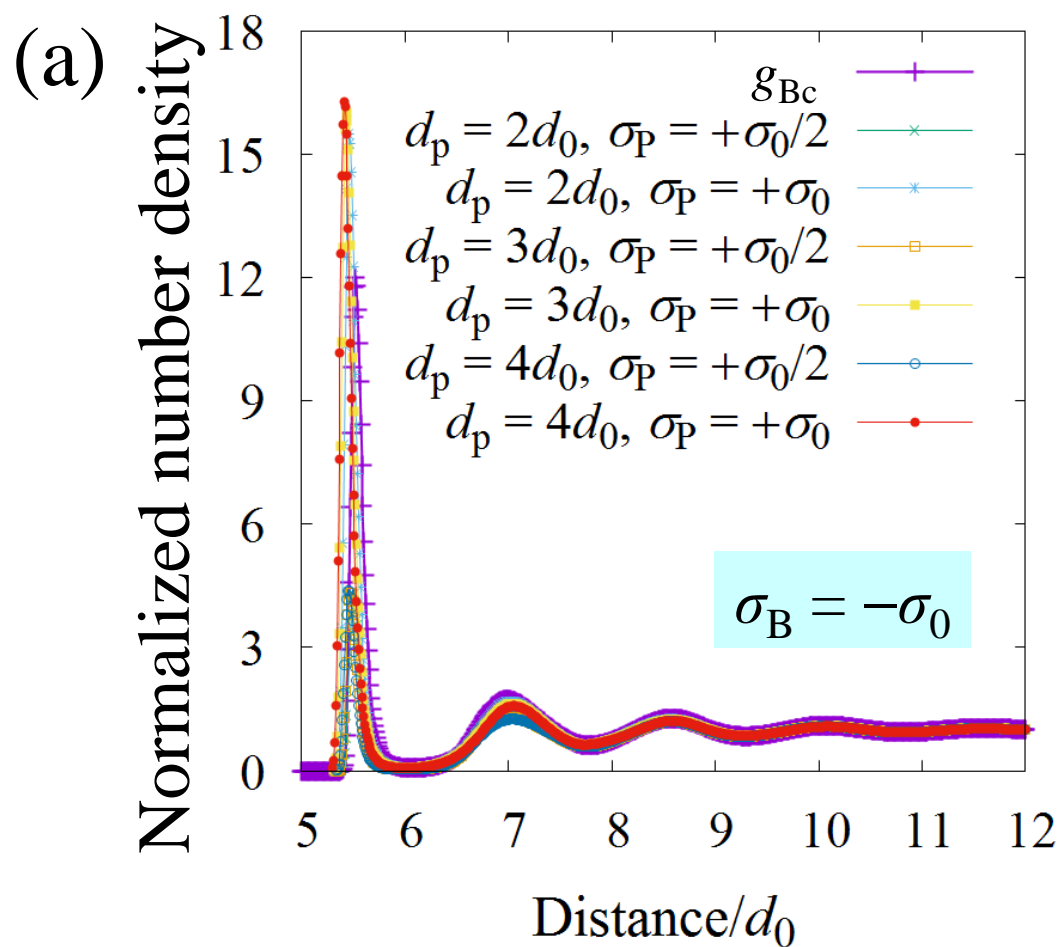 (a)
Normalized number density
18
15
12
9
6
3
0
g_Bc
d_p = 2d_0, σ_P = +σ_0/2
d_p = 2d_0, σ_P = +σ_0
d_p = 3d_0, σ_P = +σ_0/2
d_p = 3d_0, σ_P = +σ_0
d_p = 4d_0, σ_P = +σ_0/2
d_p = 4d_0, σ_P = +σ_0
σ_B = −σ_0
5 6 7 8 9 10 11 12
Distance/d_0